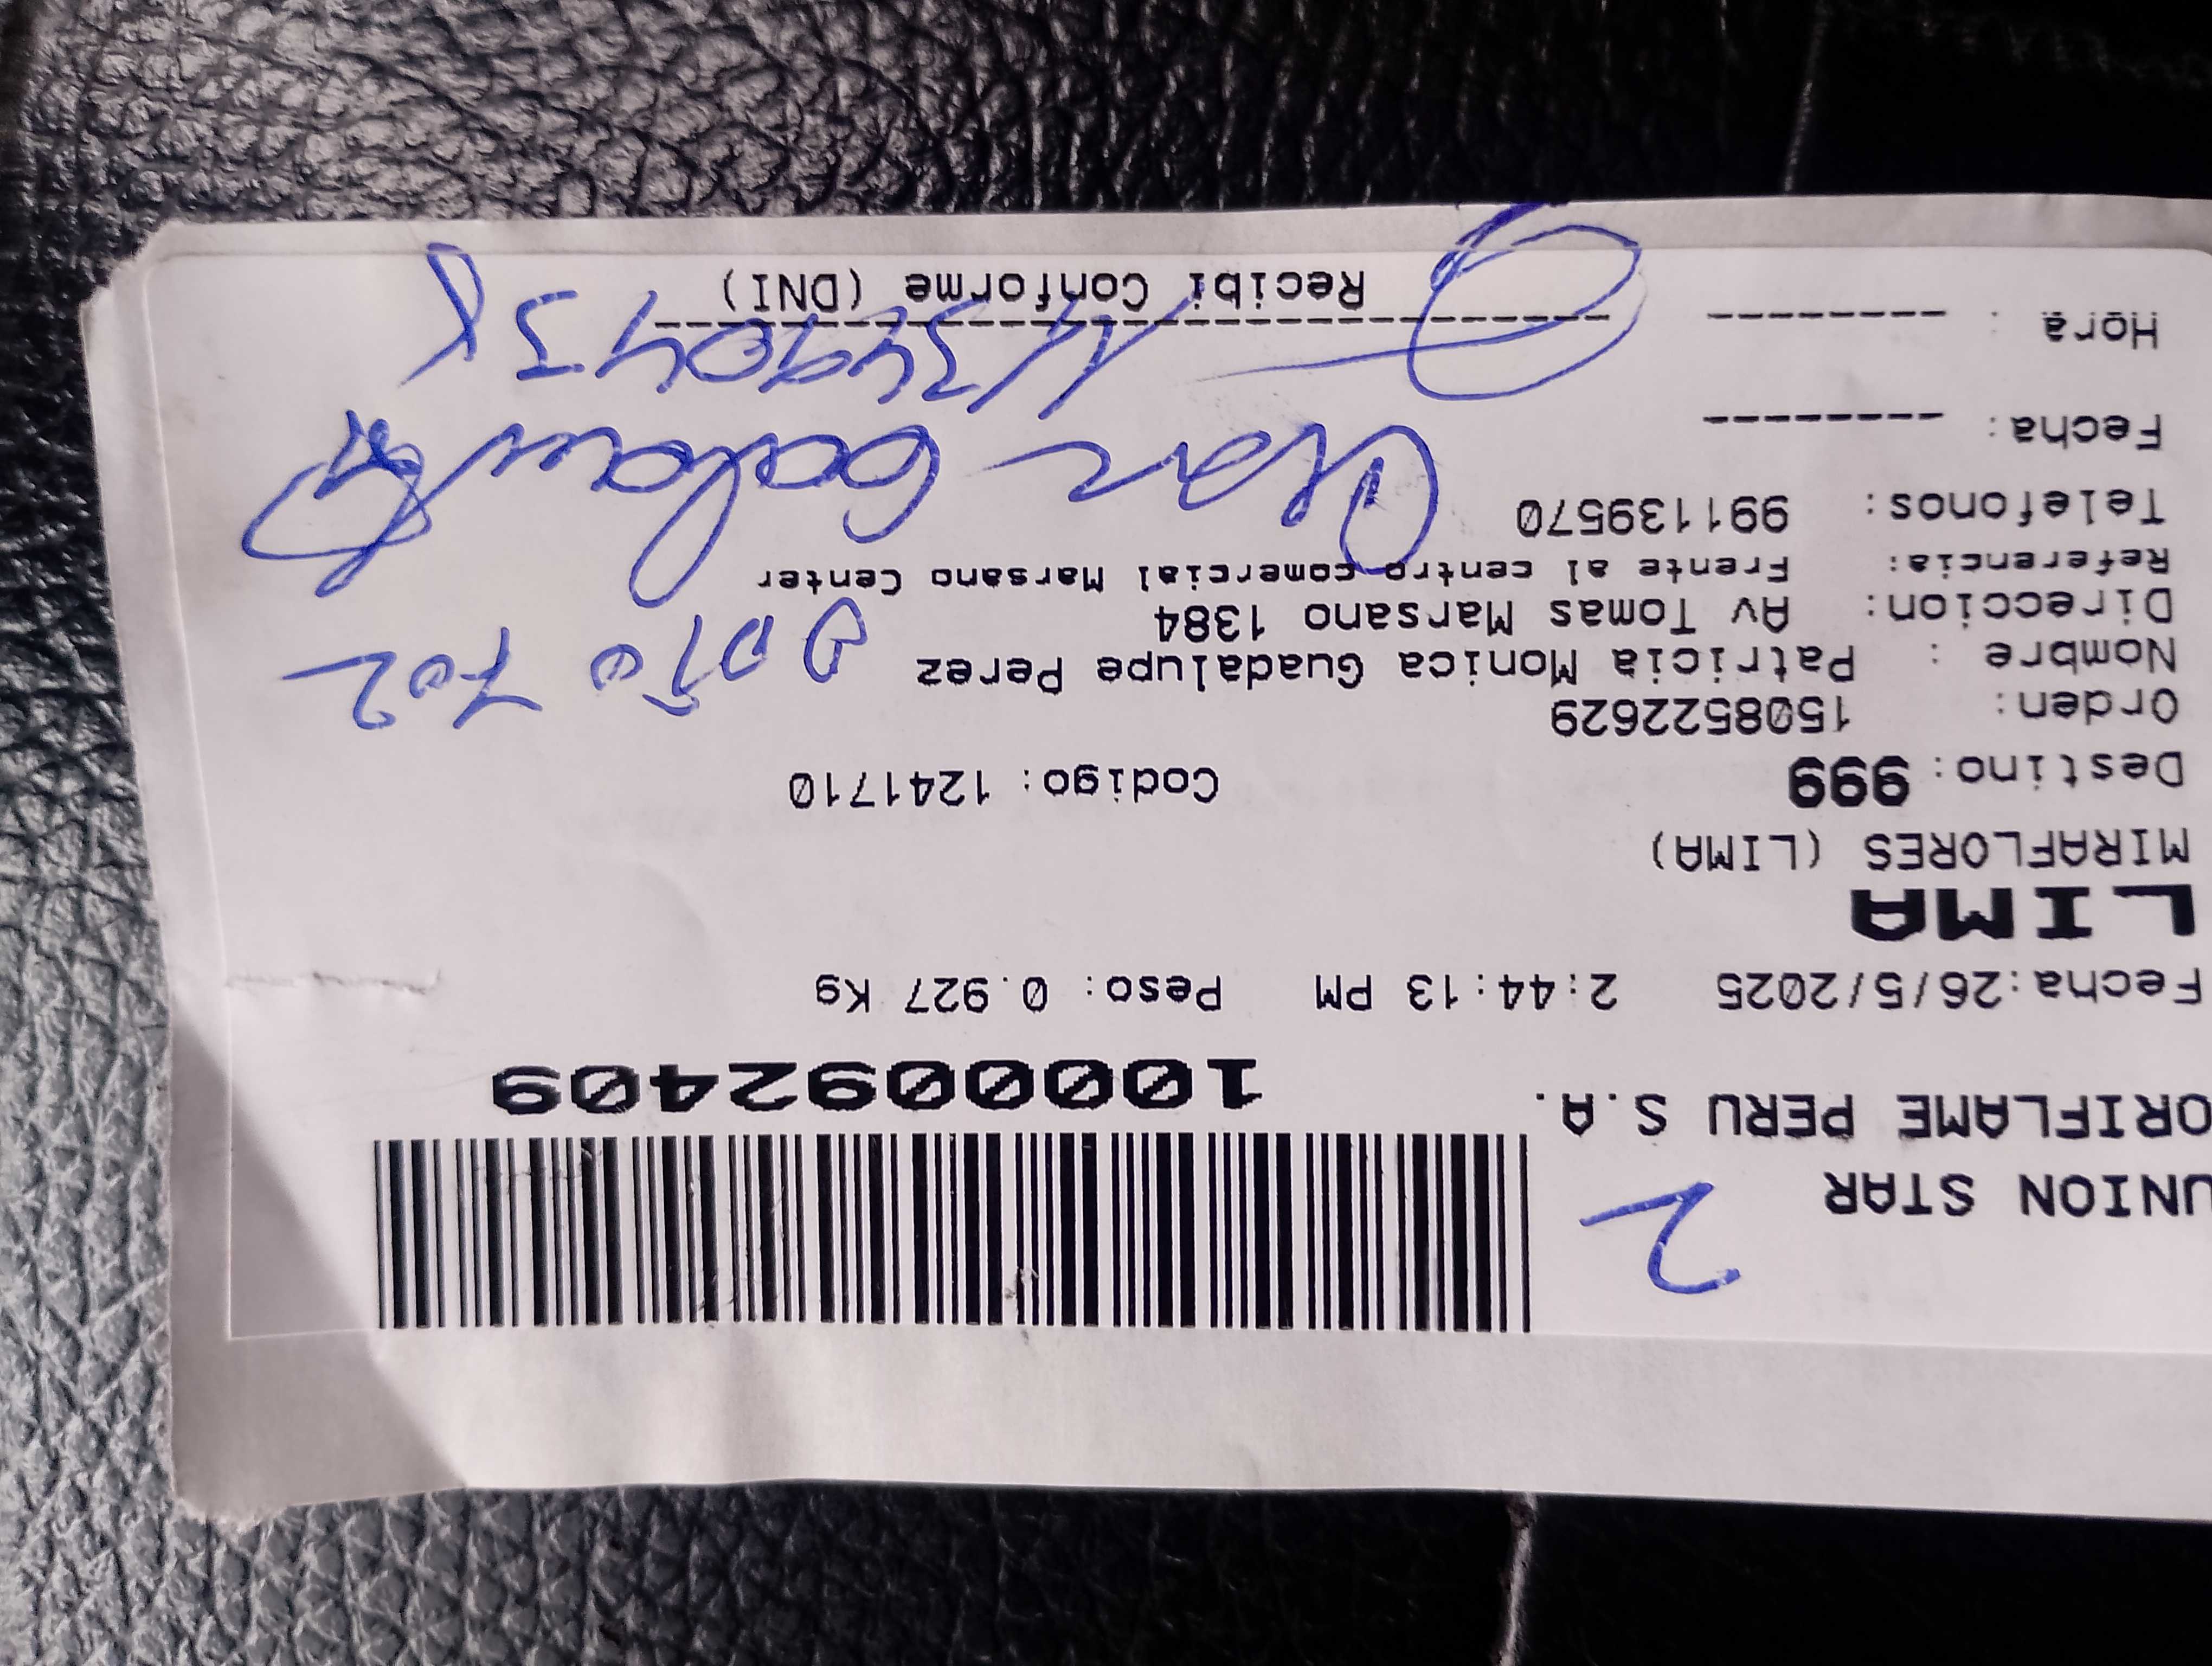 UNION STAR 2
ORIFLAME PERU S.A.
1000092409
Fecha:26/5/2025 2:44:13 PM Peso: 0.927 Kg
LIMA
MIRAFLORES (LIMA)
Destino: 999 Codigo: 1241710
Orden: 1508522629
Nombre : Patricia Monica Guadalupe Perez
Direccion: Av Tomas Marsano 1384
Dpto 702
Referencia: Frente al centro comercial Marsano Center
Telefonos: 991139570
Fecha: ---------
Hora : ---------
Recibi Conforme (DNI)